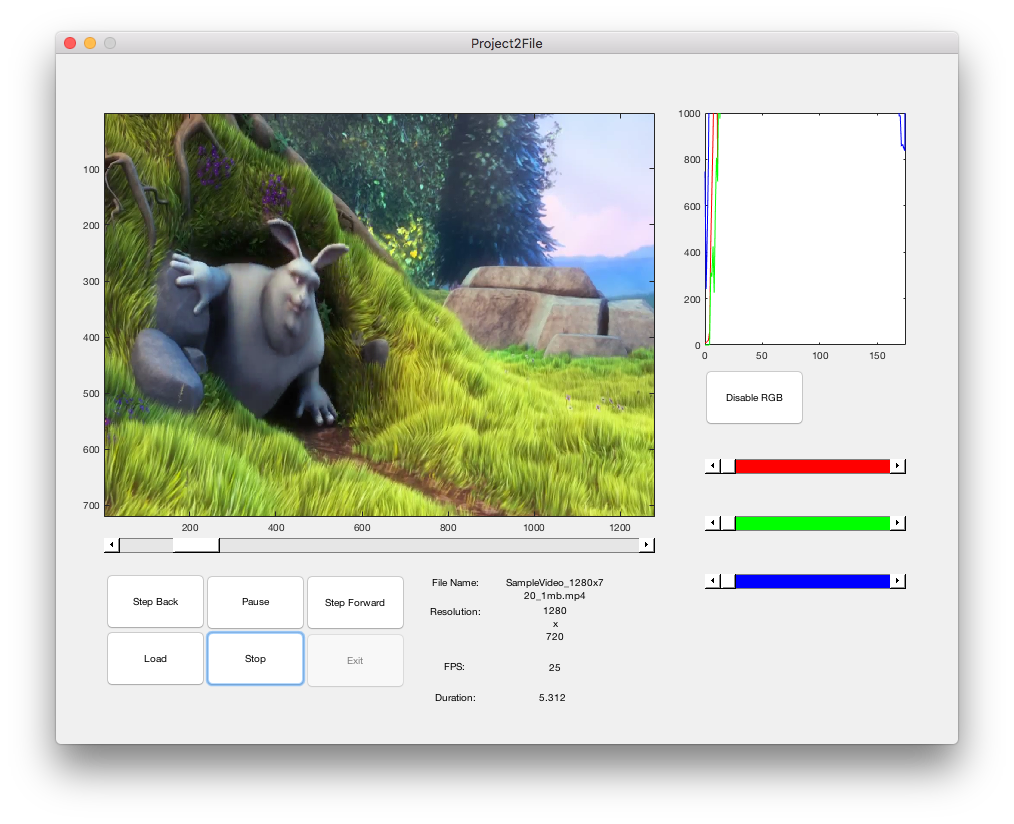 Project2File
100
200
300
400
500
600
700
200
400
600
800
1000
1200
1000
800
600
400
200
0
0
50
100
150
Disable RGB
Step Back
Pause
Step Forward
Load
Stop
Exit
File Name:
SampleVideo_1280x7
20_1mb.mp4
Resolution:
1280
x
720
FPS:
25
Duration:
5.312